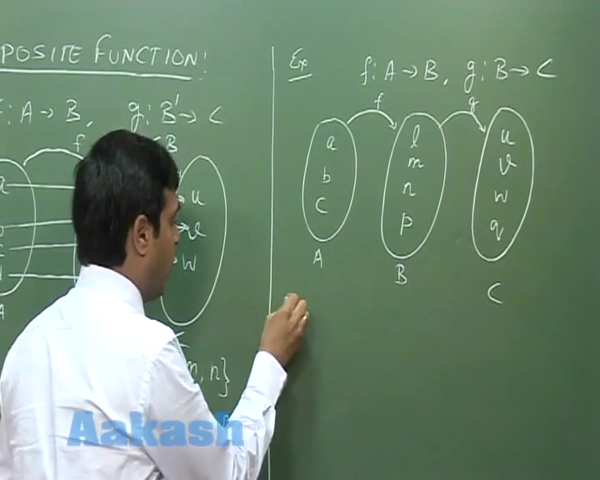 POSITE FUNCTION:
f: A → B, g: B' → C
f
B
u
v
w
A
m, n}
Ex
f: A → B, g: B → C
f g
a l u
b m v
c n w
p q
A B C
Aakash